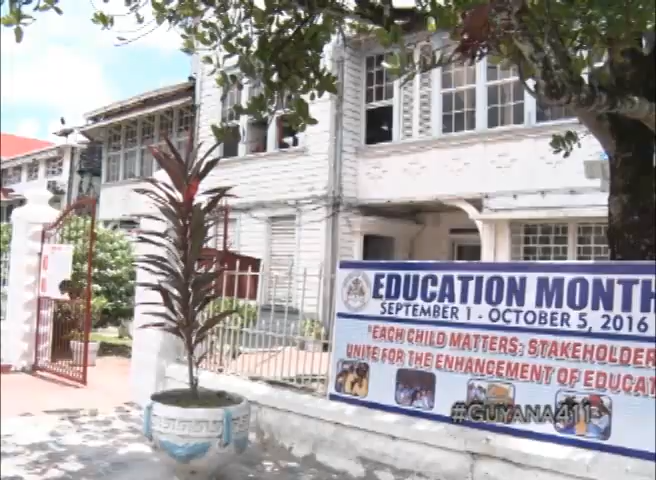 EDUCATION MONTH
SEPTEMBER 1 - OCTOBER 5, 2016
"EACH CHILD MATTERS: STAKEHOLDER
UNITE FOR THE ENHANCEMENT OF EDUCAT
#GUYANA411